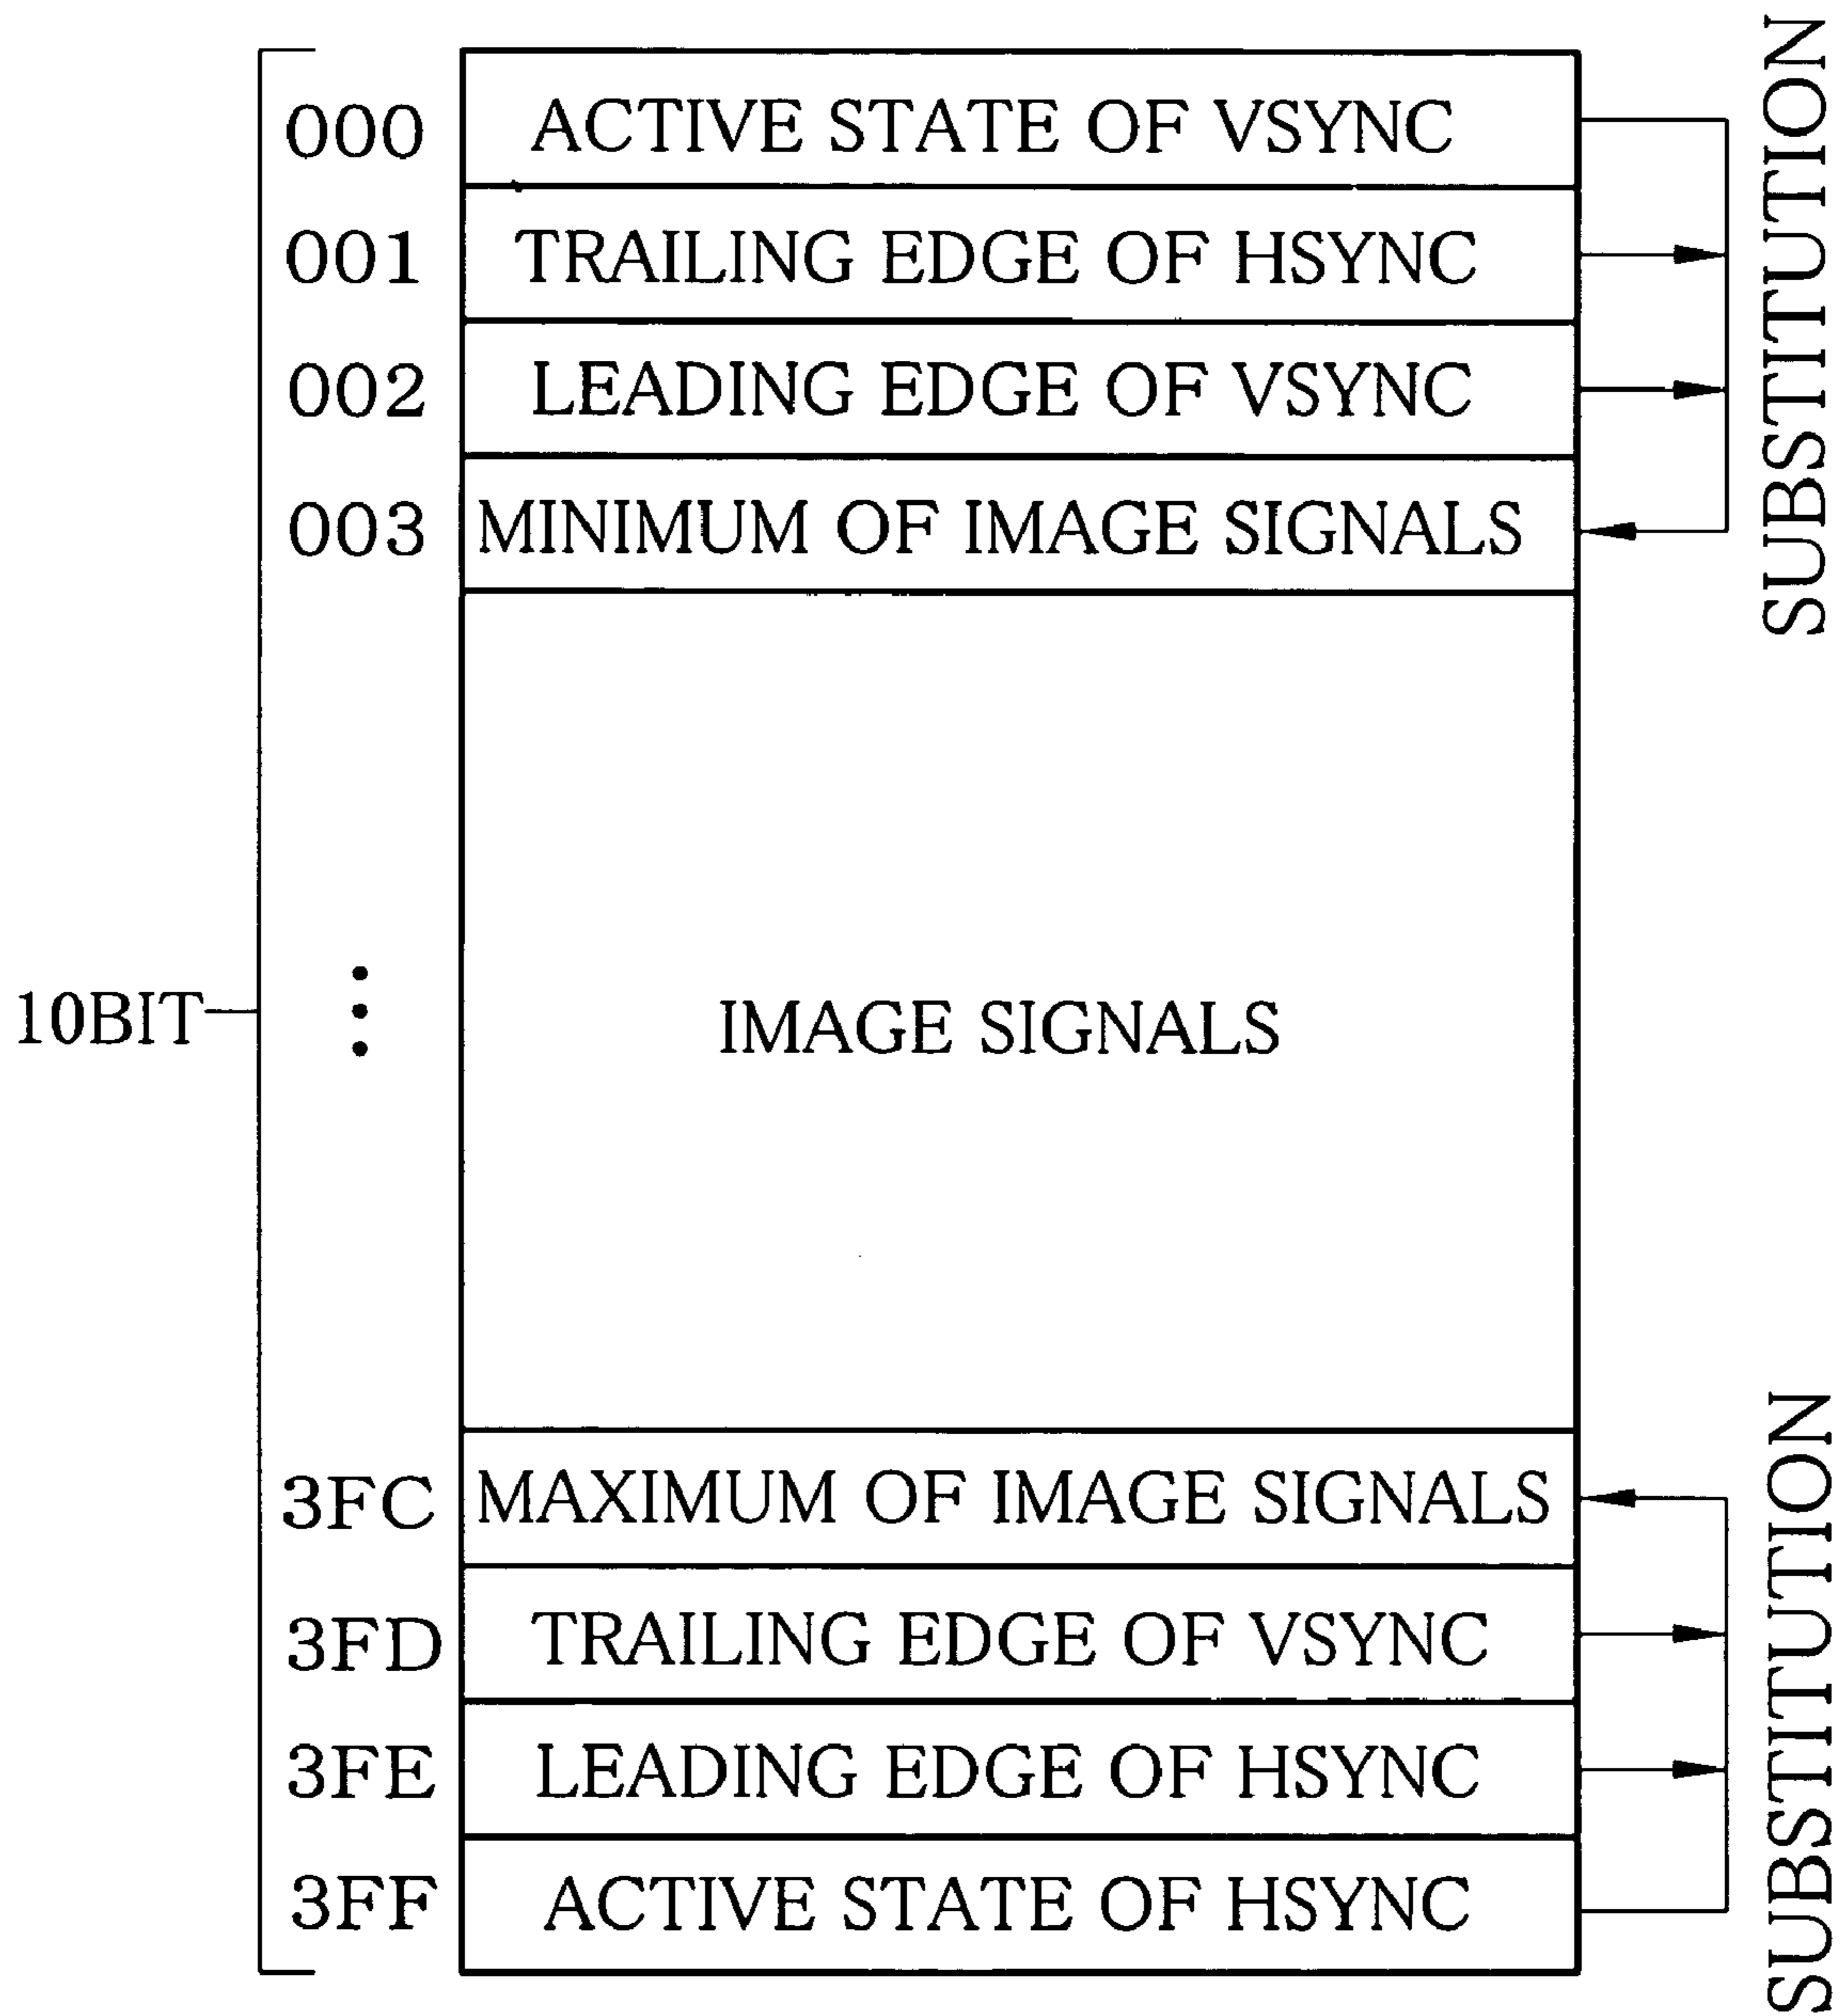 000 ACTIVE STATE OF VSYNC
001 TRAILING EDGE OF HSYNC
002 LEADING EDGE OF VSYNC
003 MINIMUM OF IMAGE SIGNALS
SUBSTITUTION
10BIT
IMAGE SIGNALS
3FC MAXIMUM OF IMAGE SIGNALS
3FD TRAILING EDGE OF VSYNC
3FE LEADING EDGE OF HSYNC
3FF ACTIVE STATE OF HSYNC
SUBSTITUTION